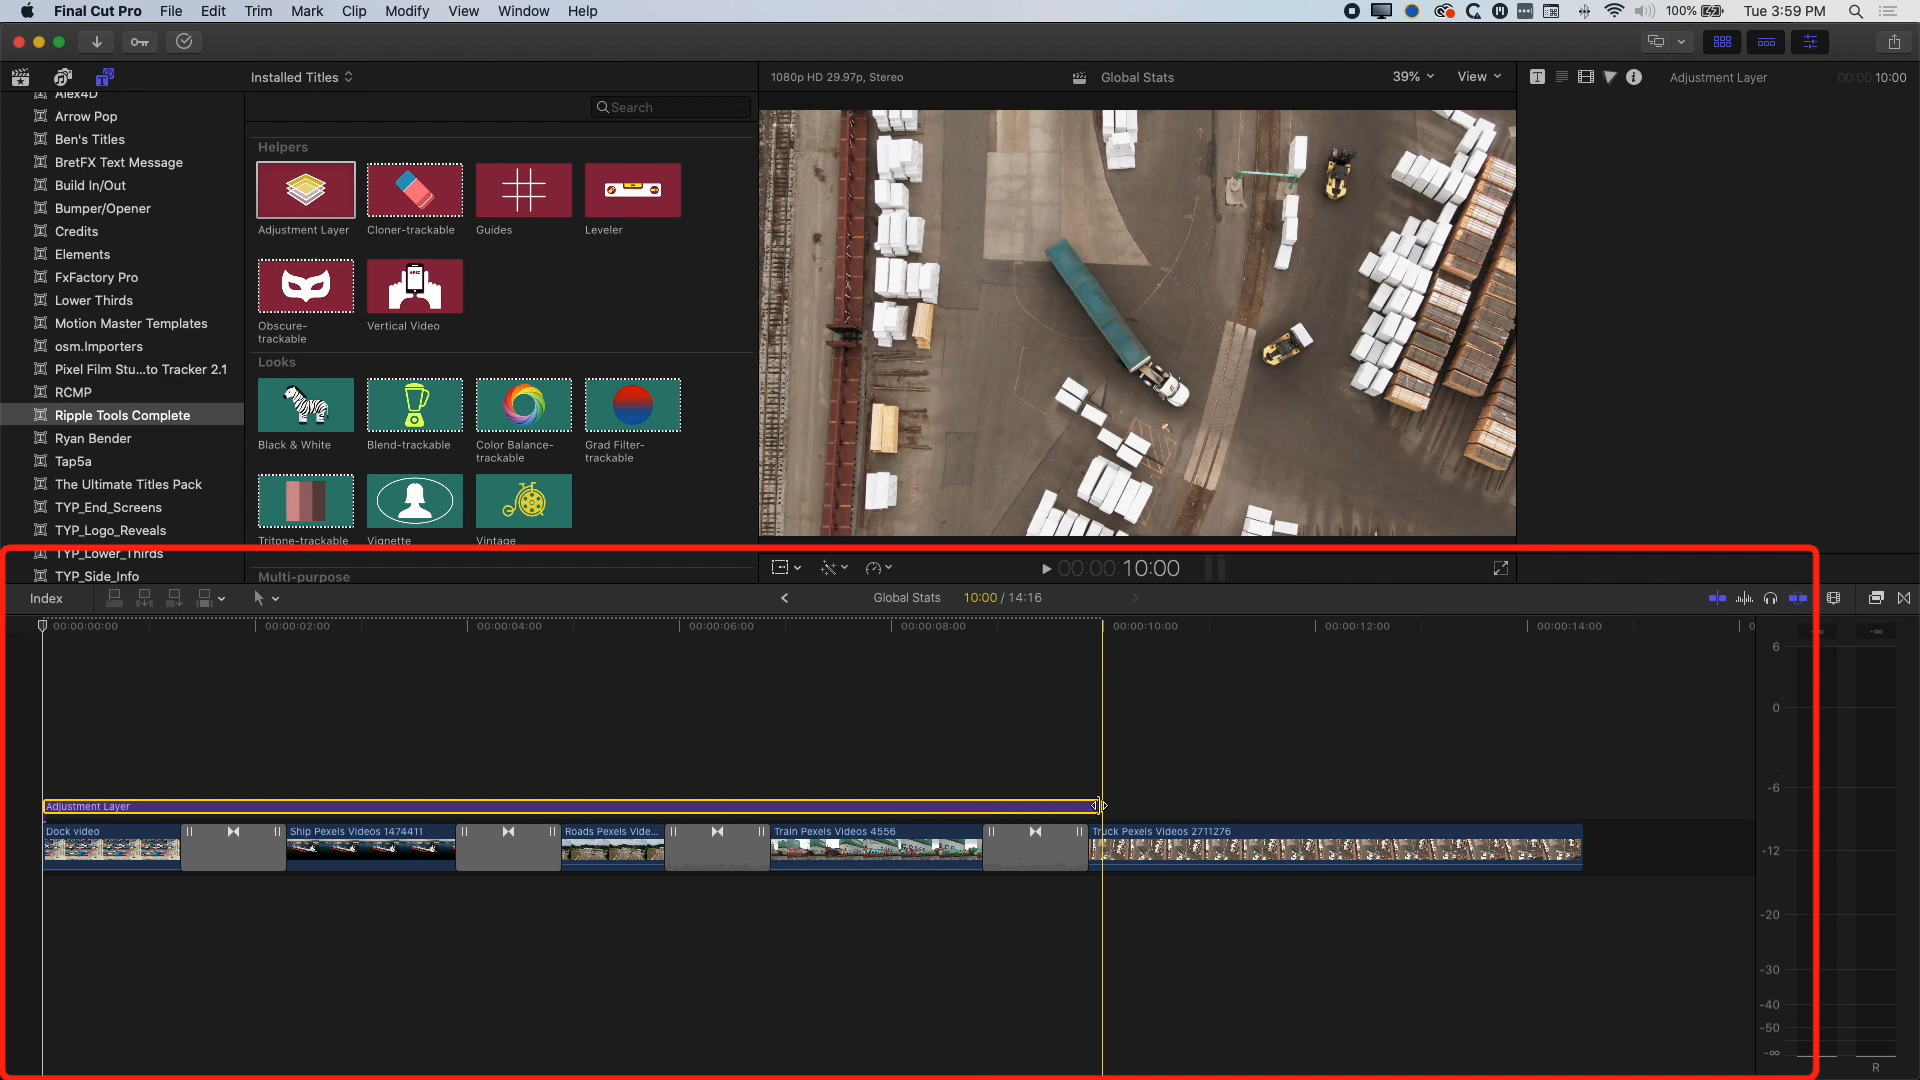 Final Cut Pro File Edit Trim Mark Clip Modify View Window Help 100% Tue 3:59 PM
Installed Titles
1080p HD 29.97p, Stereo
Global Stats
39% View
T
Adjustment Layer 00:00:10:00
Alex4D
Search
Arrow Pop
Ben's Titles
BretFX Text Message
Build In/Out
Bumper/Opener
Credits
Elements
FxFactory Pro
Lower Thirds
Motion Master Templates
osm.Importers
Pixel Film Stu...to Tracker 2.1
RCMP
Ripple Tools Complete
Ryan Bender
Tap5a
The Ultimate Titles Pack
TYP_End_Screens
TYP_Logo_Reveals
TYP_Lower_Thirds
TYP_Side_Info
Helpers
Adjustment Layer
Cloner-trackable
Guides
Leveler
Obscure-
trackable
Vertical Video
Looks
Black & White
Blend-trackable
Color Balance-
trackable
Grad Filter-
trackable
Tritone-trackable
Vignette
Vintage
Multi-purpose
00:00:10:00
Index
Global Stats 10:00 / 14:16
00:00:00:00 00:00:02:00 00:00:04:00 00:00:06:00 00:00:08:00 00:00:10:00 00:00:12:00 00:00:14:00
Adjustment Layer
Dock video
Ship Pexels Videos 1474411
Roads Pexels Vide...
Train Pexels Videos 4556
Truck Pexels Videos 2711276
-∞
6
0
-6
-12
-20
-30
-40
-50
-∞
R